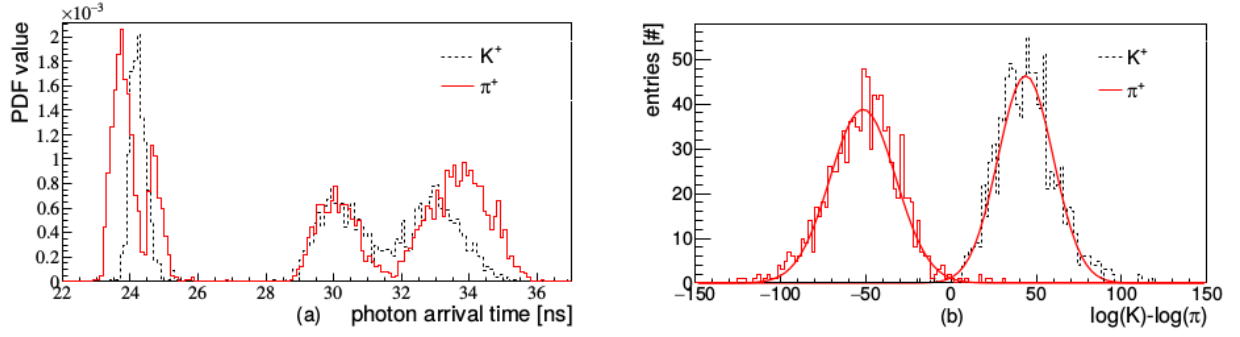 ×10⁻³
PDF value
2
1.8
1.6
1.4
1.2
1
0.8
0.6
0.4
0.2
0
K⁺
π⁺
22 24 26 28 30 32 34 36
(a) photon arrival time [ns]
entries [#]
50
40
30
20
10
0
K⁺
π⁺
−150 −100 −50 0 50 100 150
(b) log(K)-log(π)